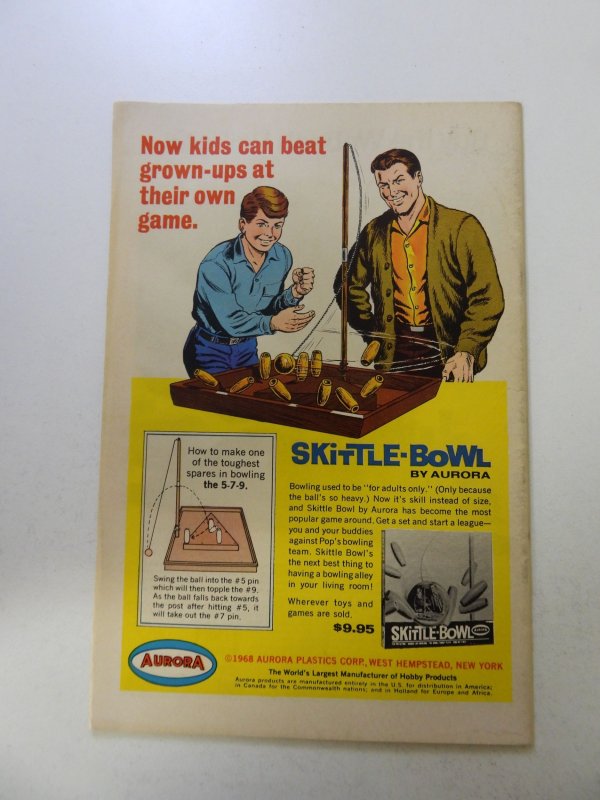 Now kids can beat
grown-ups at
their own
game.
How to make one
of the toughest
spares in bowling
the 5-7-9.
Swing the ball into the #5 pin
which will then topple the #9.
As the ball falls back towards
the post after hitting #5, it
will take out the #7 pin.
SKiTTLE-BoWL
BY AURORA
Bowling used to be "for adults only." (Only because
the ball's so heavy.) Now it's skill instead of size,
and Skittle Bowl by Aurora has become the most
popular game around. Get a set and start a league—
you and your buddies
against Pop's bowling
team. Skittle Bowl's
the next best thing to
having a bowling alley
in your living room!
Wherever toys and
games are sold.
$9.95
SKiTTLE-BoWL
AURORA
©1968 AURORA PLASTICS CORP., WEST HEMPSTEAD, NEW YORK
The World's Largest Manufacturer of Hobby Products
Aurora products are manufactured entirely in the U.S. for distribution in America;
in Canada for the Commonwealth nations; and in Holland for Europe and Africa.